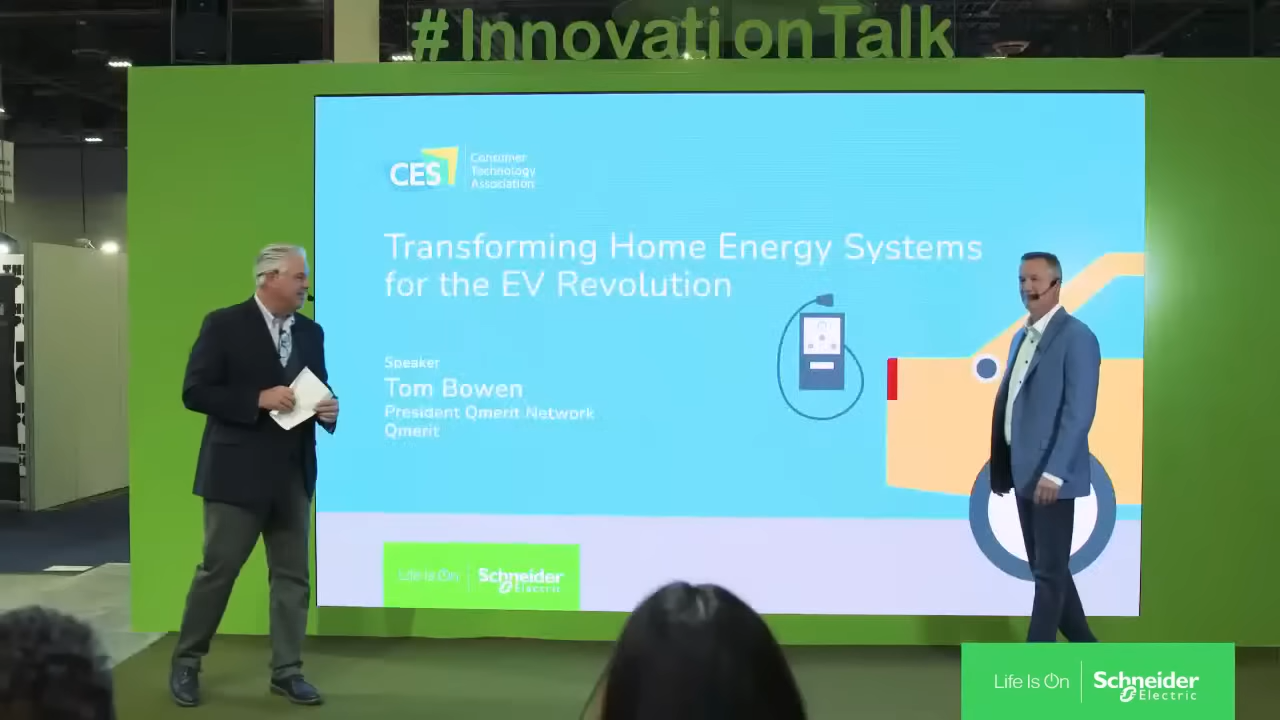 #InnovationTalk
CES
Consumer
Technology
Association
Transforming Home Energy Systems
for the EV Revolution
Speaker
Tom Bowen
President Qmerit Network
Qmerit
Life Is On
Schneider
Electric
Life Is On
Schneider
Electric